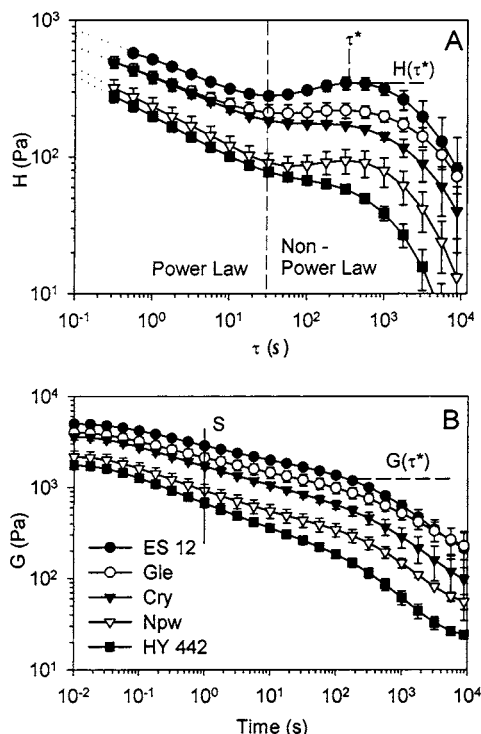 A
10³
10²
10¹
H (Pa)
τ*
H(τ*)
Power Law
Non -
Power Law
10⁻¹ 10⁰ 10¹ 10² 10³ 10⁴
τ (s)
B
10⁴
10³
10²
10¹
G (Pa)
S
G(τ*)
ES 12
Gle
Cry
Npw
HY 442
10⁻² 10⁻¹ 10⁰ 10¹ 10² 10³ 10⁴
Time (s)